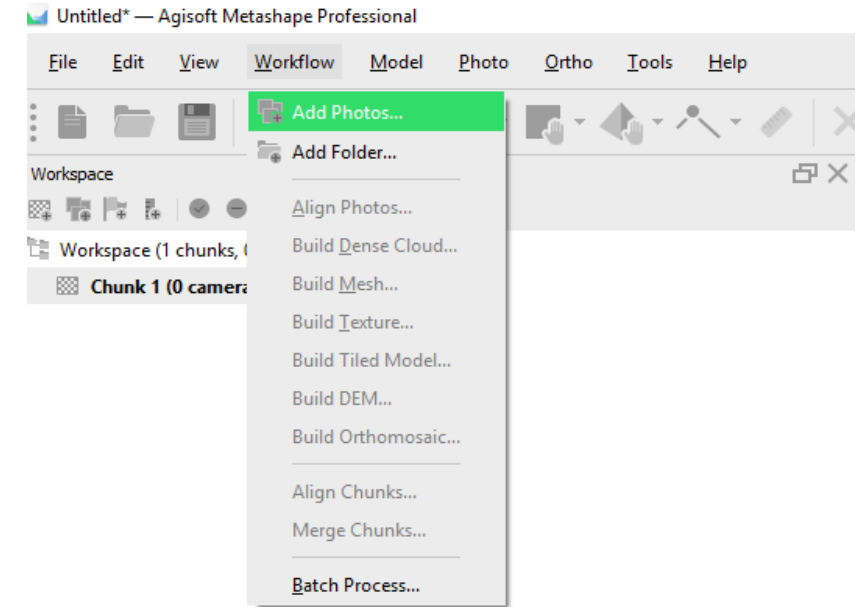 Untitled* — Agisoft Metashape Professional
File Edit View Workflow Model Photo Ortho Tools Help
Add Photos...
Add Folder...
Workspace
Align Photos...
Workspace (1 chunks,
Build Dense Cloud...
Chunk 1 (0 camera
Build Mesh...
Build Texture...
Build Tiled Model...
Build DEM...
Build Orthomosaic...
Align Chunks...
Merge Chunks...
Batch Process...